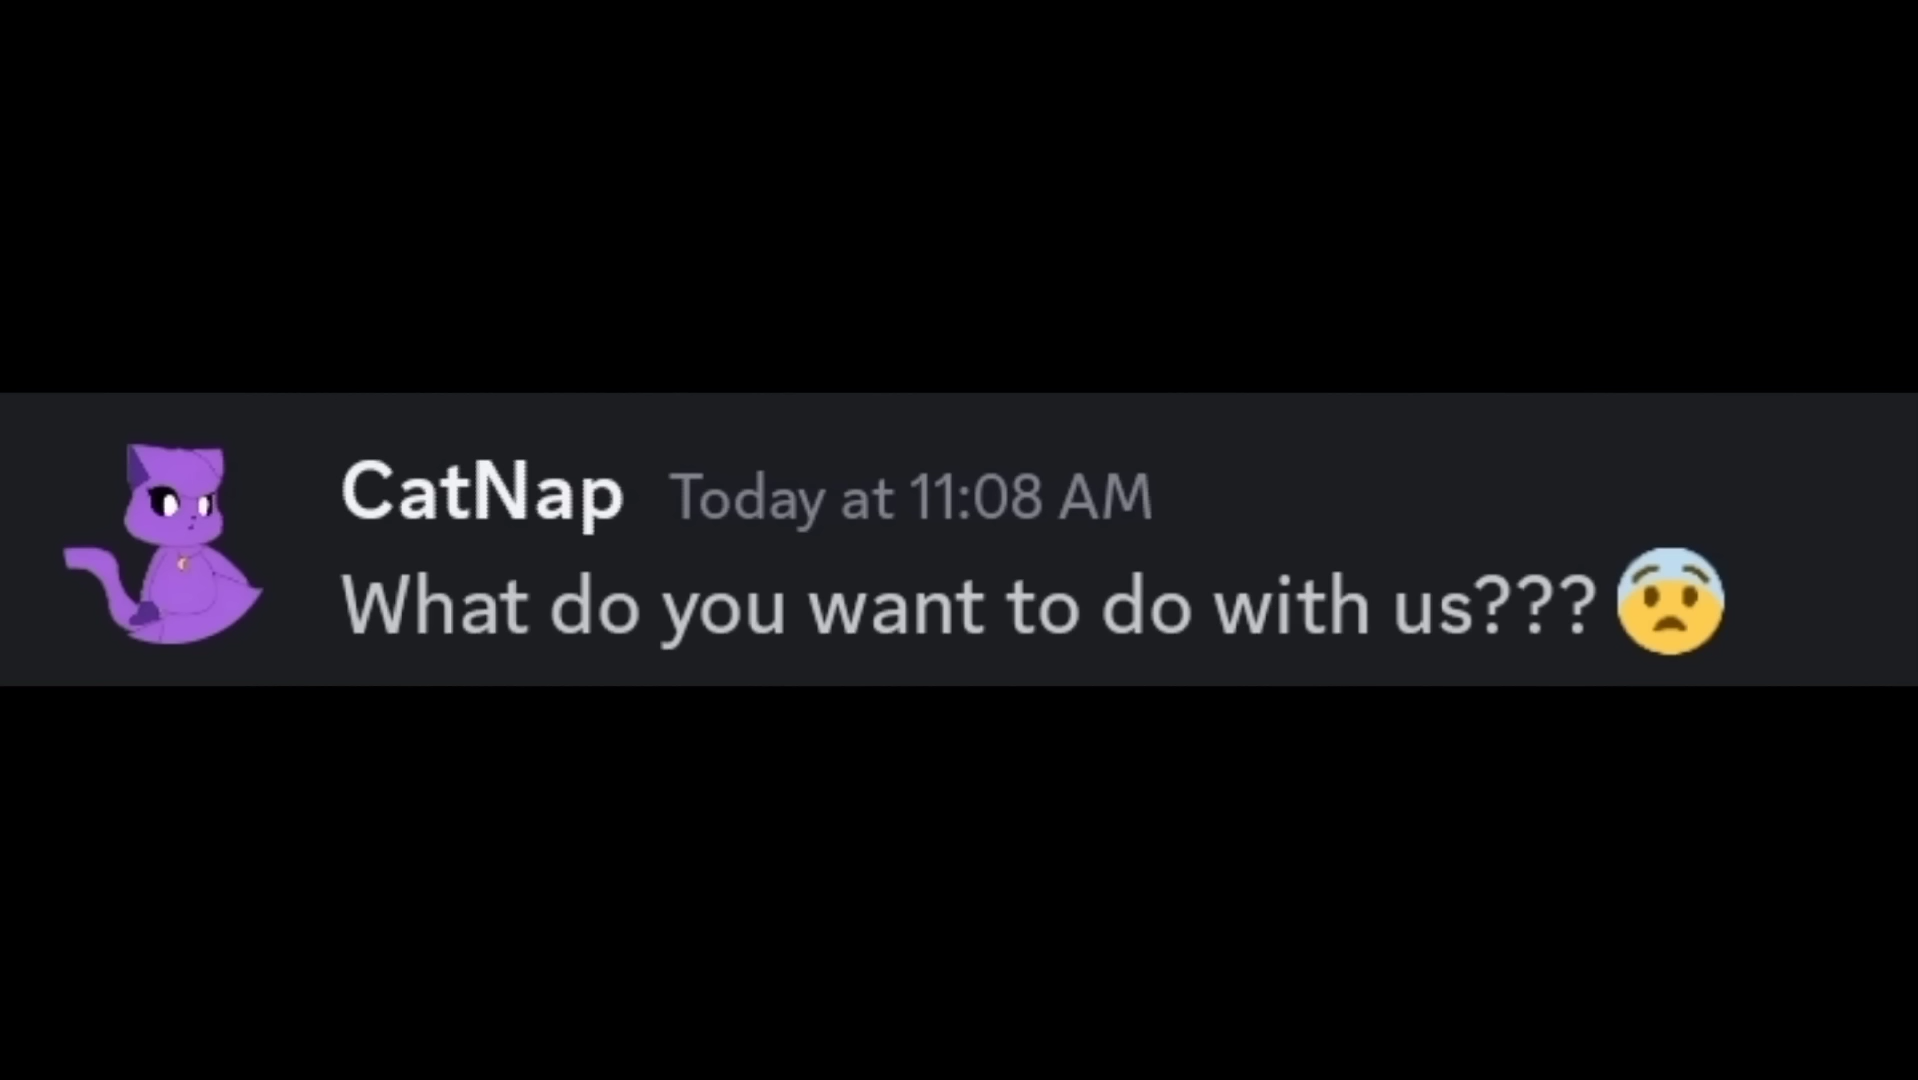 CatNap Today at 11:08 AM
What do you want to do with us??? 😨